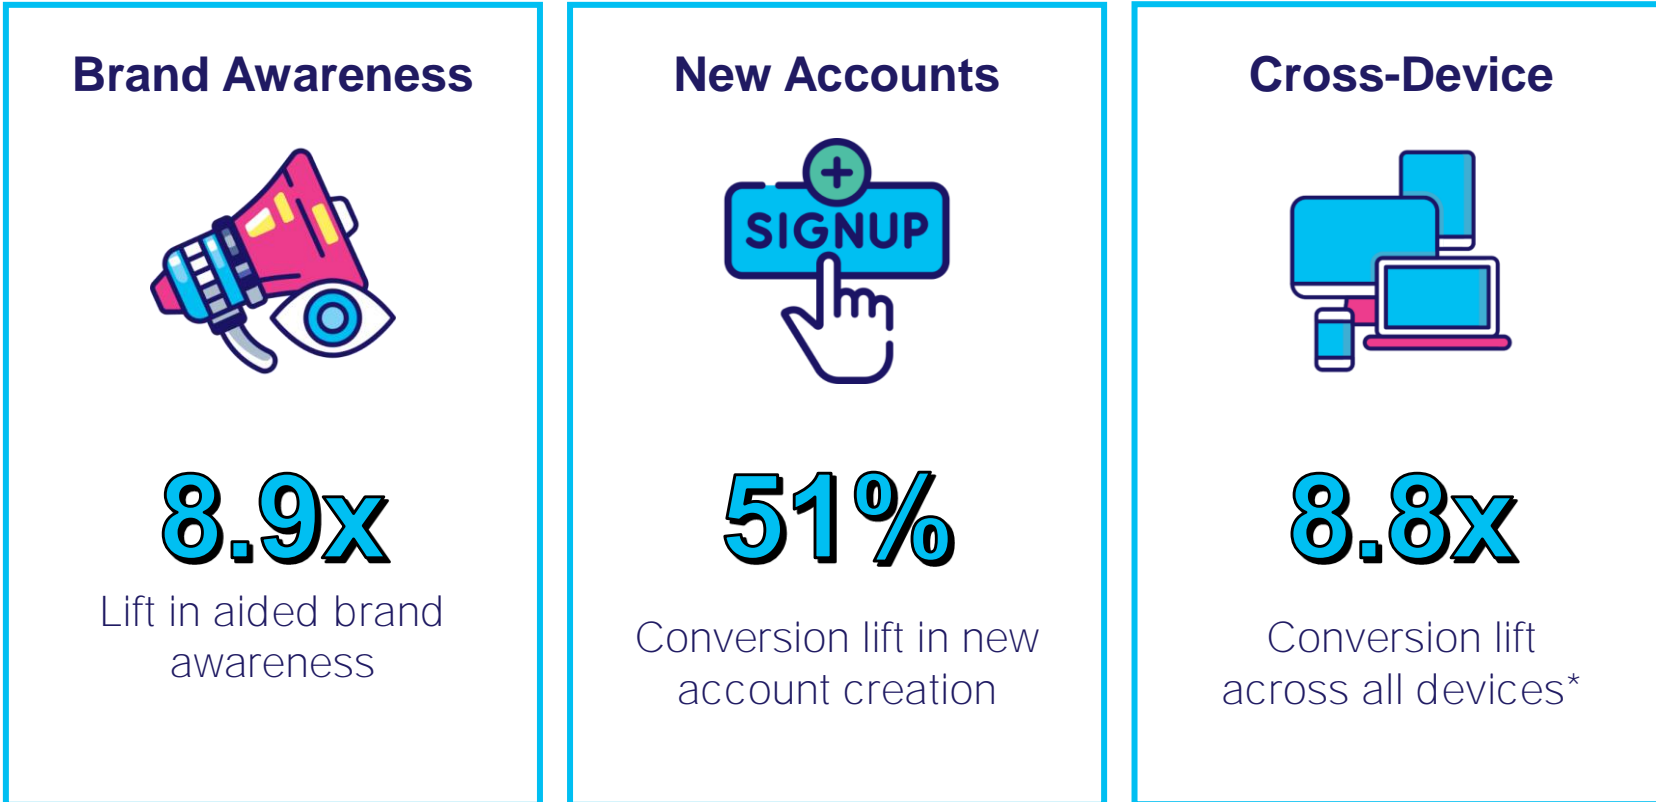 Brand Awareness
8.9x
Lift in aided brand
awareness
New Accounts
SIGNUP
51%
Conversion lift in new
account creation
Cross-Device
8.8x
Conversion lift
across all devices*